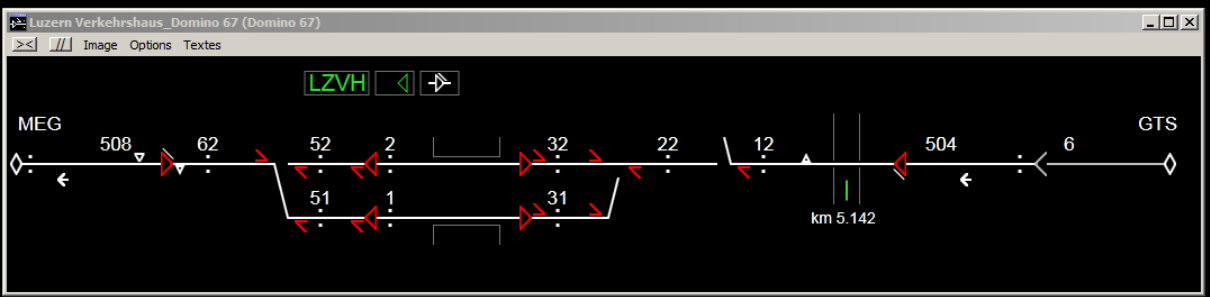 Luzern Verkehrshaus_Domino 67 (Domino 67)
>< // Image Options Textes
LZVH
MEG GTS
508 62 52 2 32 22 12 504 6
51 1 31
km 5.142